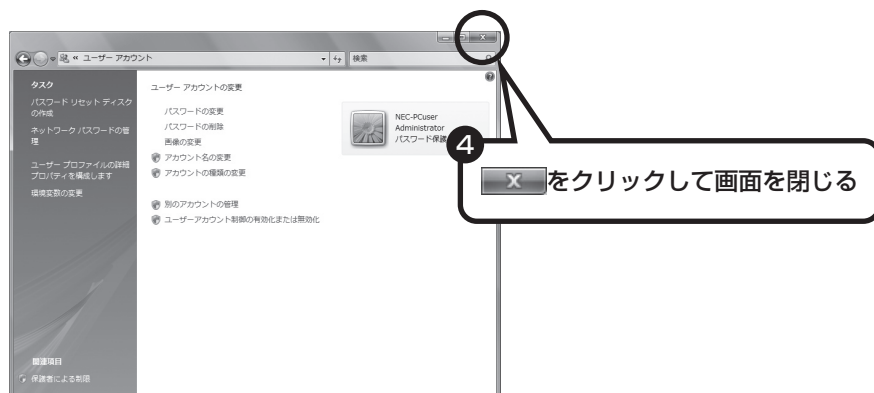 « ユーザー アカウント
検索
タスク
パスワード リセット ディスク
の作成
ネットワーク パスワードの管
理
ユーザー プロファイルの詳細
プロパティを構成します
環境変数の変更
関連項目
保護者による制限
ユーザー アカウントの変更
パスワードの変更
パスワードの削除
画像の変更
アカウント名の変更
アカウントの種類の変更
別のアカウントの管理
ユーザーアカウント制御の有効化または無効化
NEC-PCuser
Administrator
パスワード保護
4
X をクリックして画面を閉じる